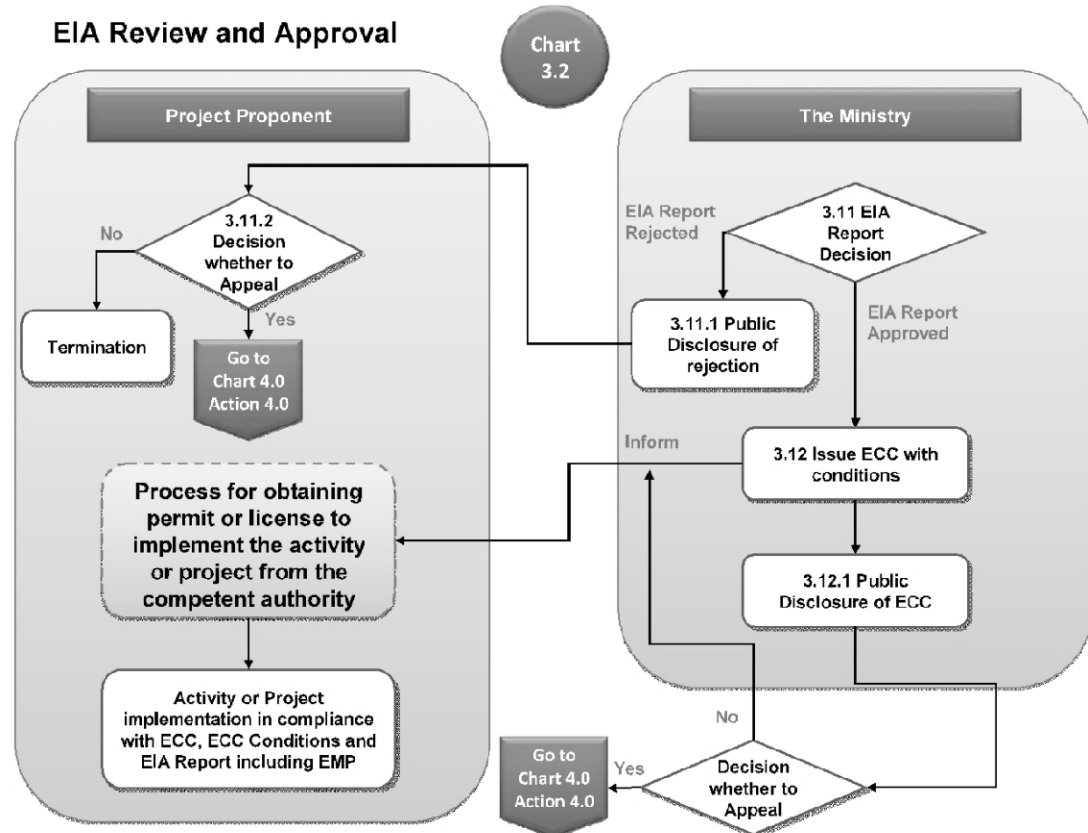 EIA Review and Approval
Chart
3.2
Project Proponent
3.11.2
Decision
whether to
Appeal
No
Termination
Yes
Go to
Chart 4.0
Action 4.0
Process for obtaining
permit or license to
implement the activity
or project from the
competent authority
Activity or Project
implementation in compliance
with ECC, ECC Conditions and
EIA Report including EMP
The Ministry
3.11 EIA
Report
Decision
EIA Report
Rejected
3.11.1 Public
Disclosure of
rejection
EIA Report
Approved
Inform
3.12 Issue ECC with
conditions
3.12.1 Public
Disclosure of ECC
No
Decision
whether to
Appeal
Yes
Go to
Chart 4.0
Action 4.0